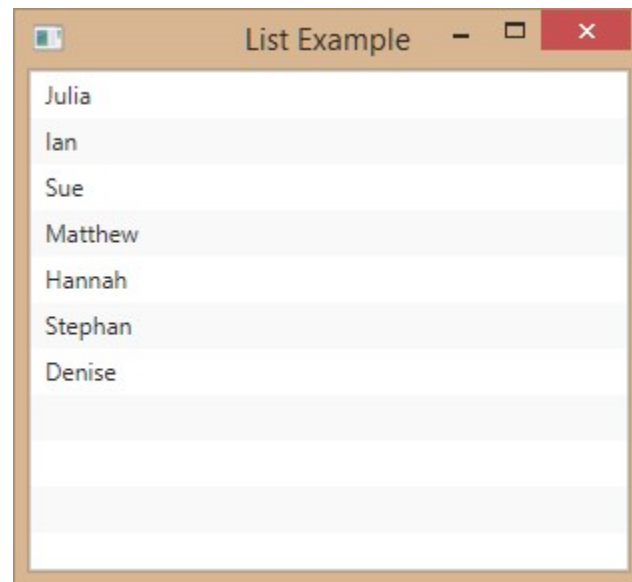 List Example
Julia
Ian
Sue
Matthew
Hannah
Stephan
Denise